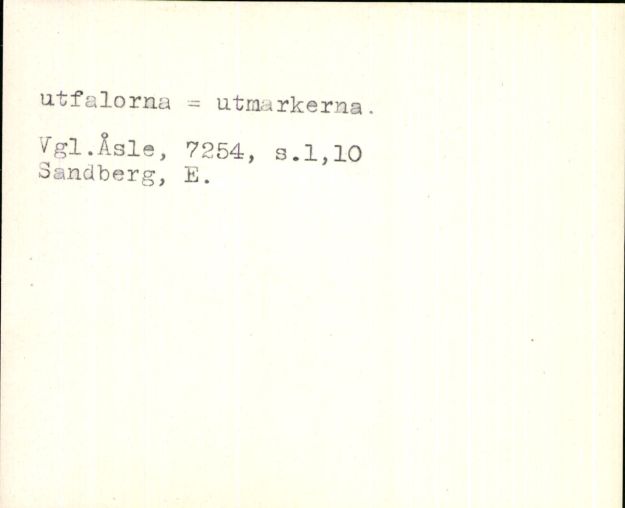 utfalorna = utmarkerna.
Vgl.Åsle, 7254, s.1,10
Sandberg, E.